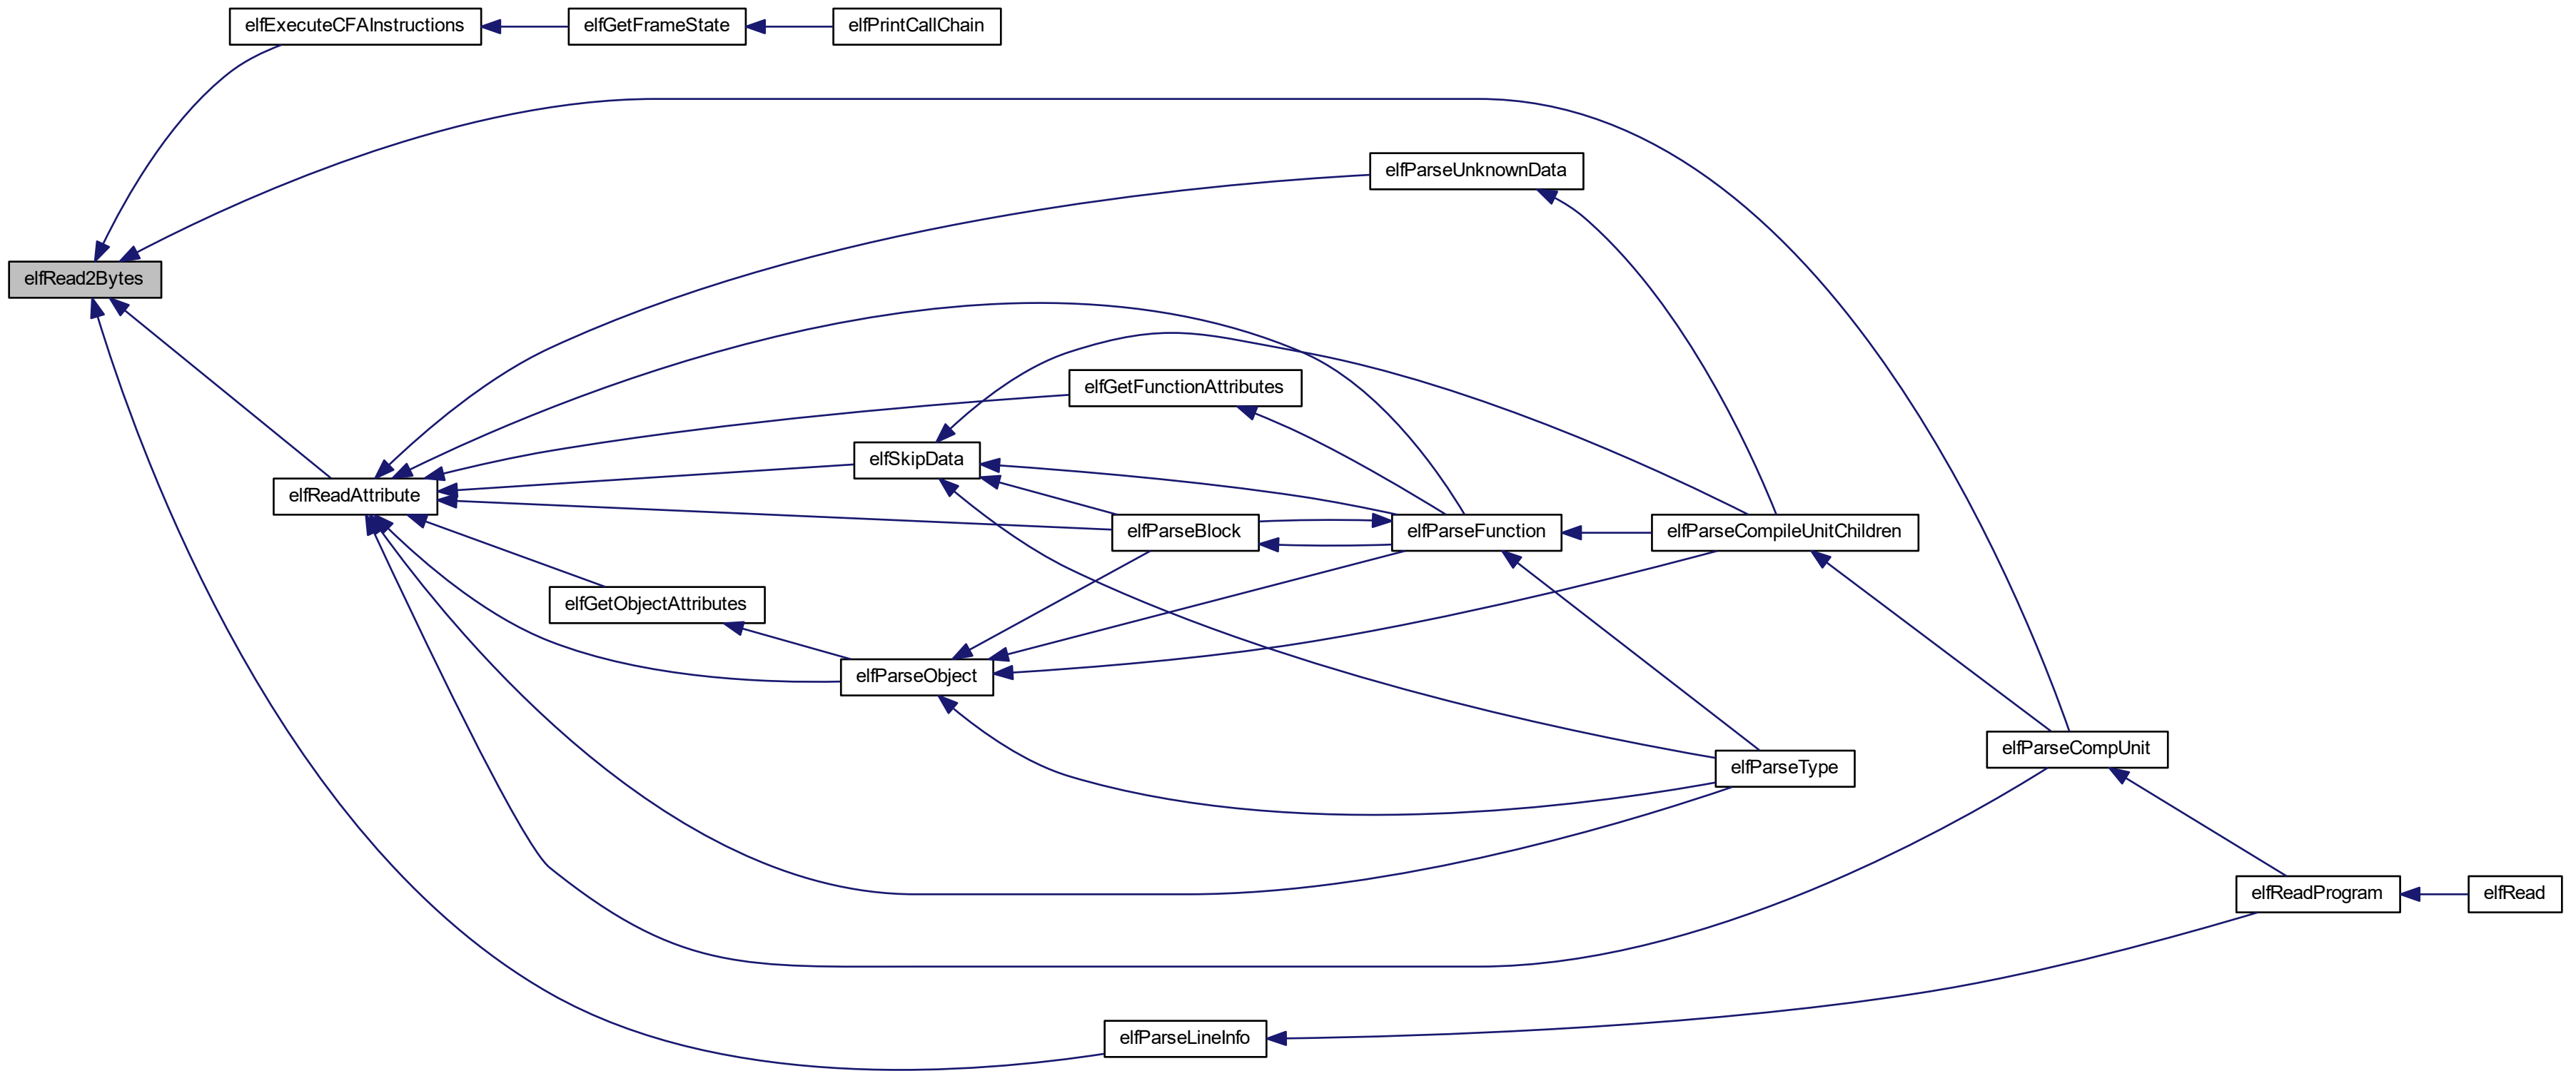 elfExecuteCFAInstructions
elfGetFrameState
elfPrintCallChain
elfParseUnknownData
elfRead2Bytes
elfGetFunctionAttributes
elfSkipData
elfReadAttribute
elfParseBlock
elfParseFunction
elfParseCompileUnitChildren
elfGetObjectAttributes
elfParseObject
elfParseCompUnit
elfParseType
elfReadProgram
elfRead
elfParseLineInfo